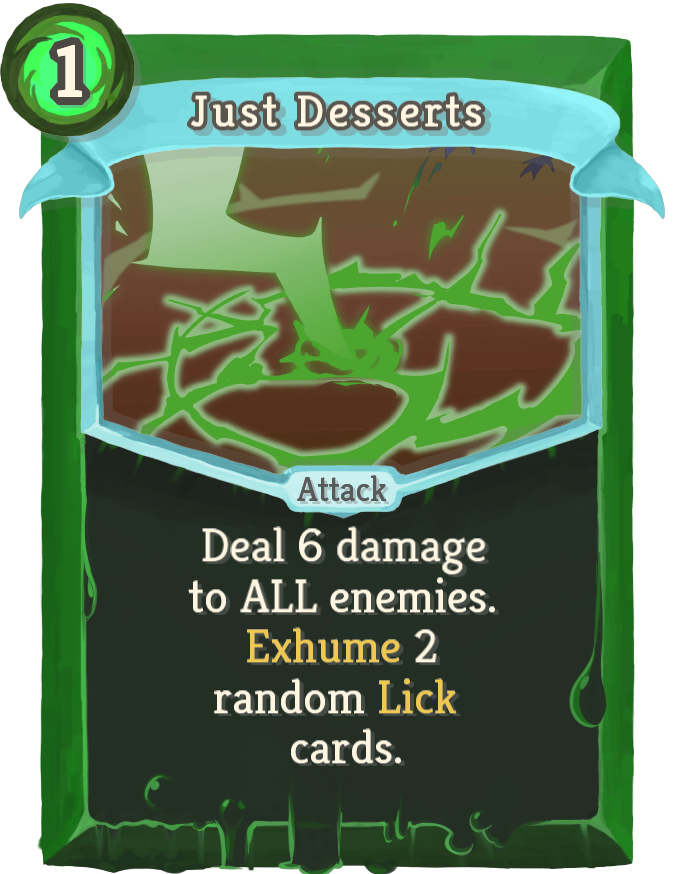 1
Just Desserts
Attack
Deal 6 damage
to ALL enemies.
Exhume 2
random Lick
cards.